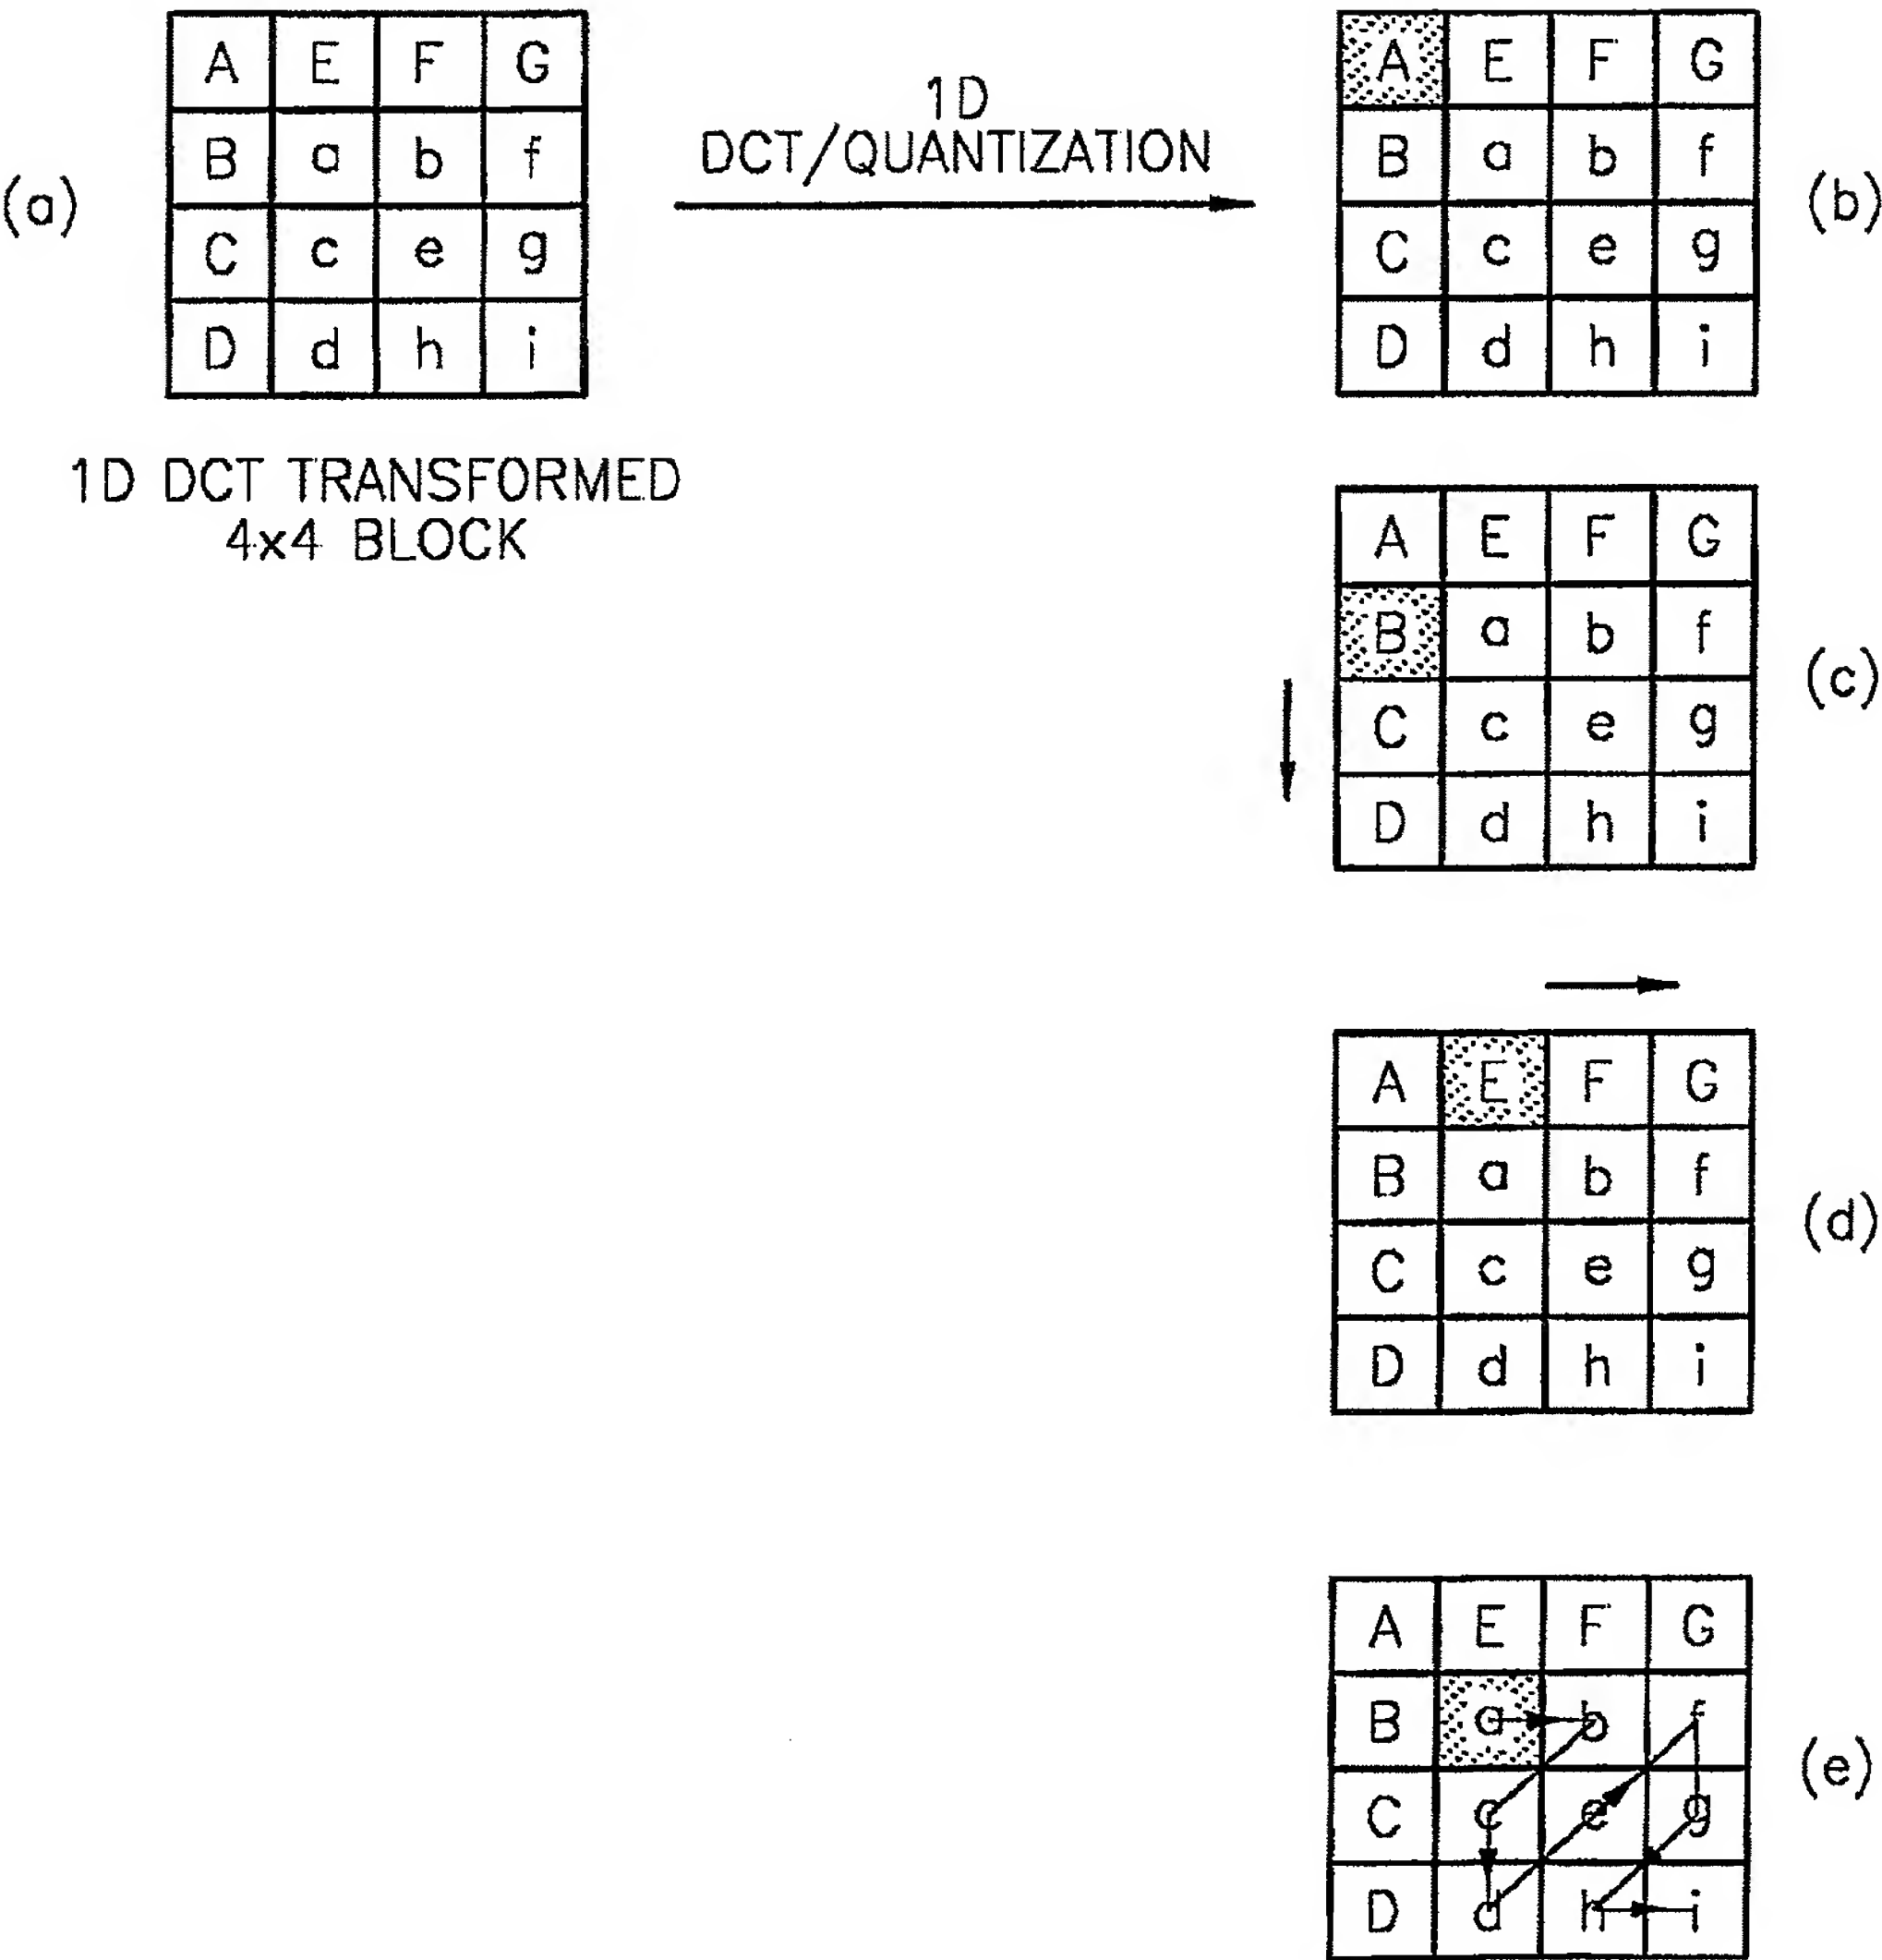 (a)
A E F G
B a b f
C c e g
D d h i
1D DCT TRANSFORMED
4x4 BLOCK
1D
DCT/QUANTIZATION
(b)
A E F G
B a b f
C c e g
D d h i
(c)
A E F G
B a b f
C c e g
D d h i
(d)
A E F G
B a b f
C c e g
D d h i
(e)
A E F G
B a b f
C c e g
D d h i